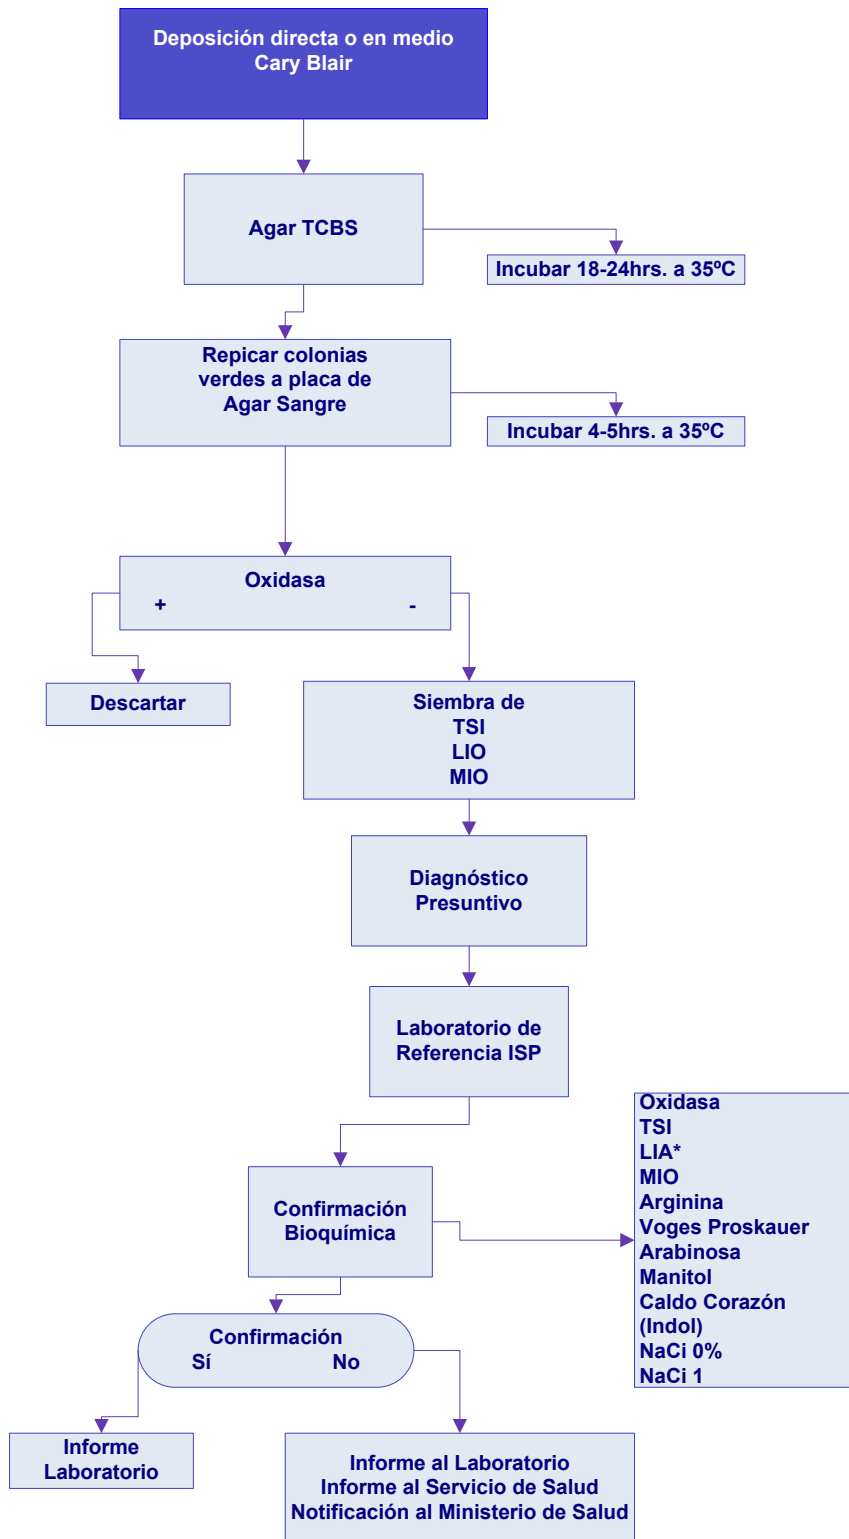 Deposición directa o en medio
Cary Blair
Agar TCBS
Incubar 18-24hrs. a 35ºC
Repicar colonias
verdes a placa de
Agar Sangre
Incubar 4-5hrs. a 35ºC
Oxidasa
+ -
Descartar
Siembra de
TSI
LIO
MIO
Diagnóstico
Presuntivo
Laboratorio de
Referencia ISP
Confirmación
Bioquímica
Oxidasa
TSI
LIA*
MIO
Arginina
Voges Proskauer
Arabinosa
Manitol
Caldo Corazón
(Indol)
NaCi 0%
NaCi 1
Confirmación
Sí No
Informe
Laboratorio
Informe al Laboratorio
Informe al Servicio de Salud
Notificación al Ministerio de Salud